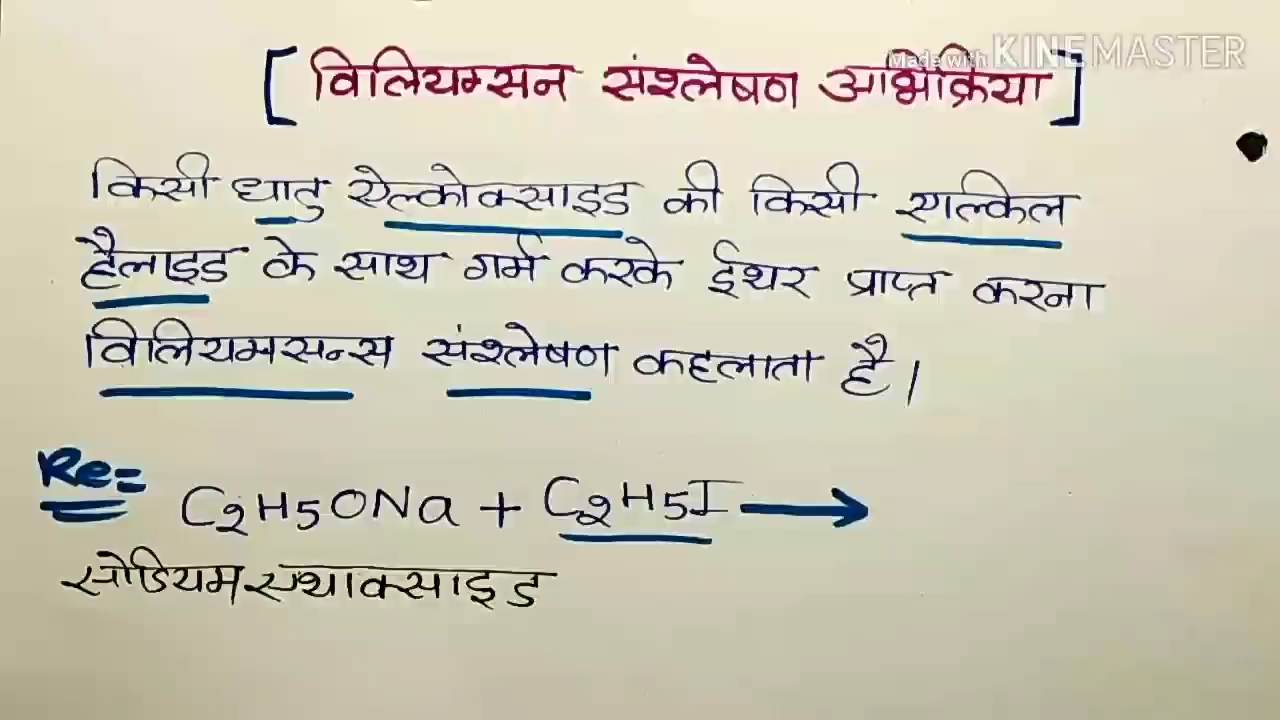 Made with KINEMASTER
[विलियम्सन संश्लेषण अभिक्रिया]
किसी धातु ऐल्कोक्साइड की किसी एल्किल
हैलाइड के साथ गर्म करके ईथर प्राप्त करना
विलियमसन्स संश्लेषण कहलाता है।
Re=
C2H5ONa + C2H5I →
सोडियम एथाक्साइड